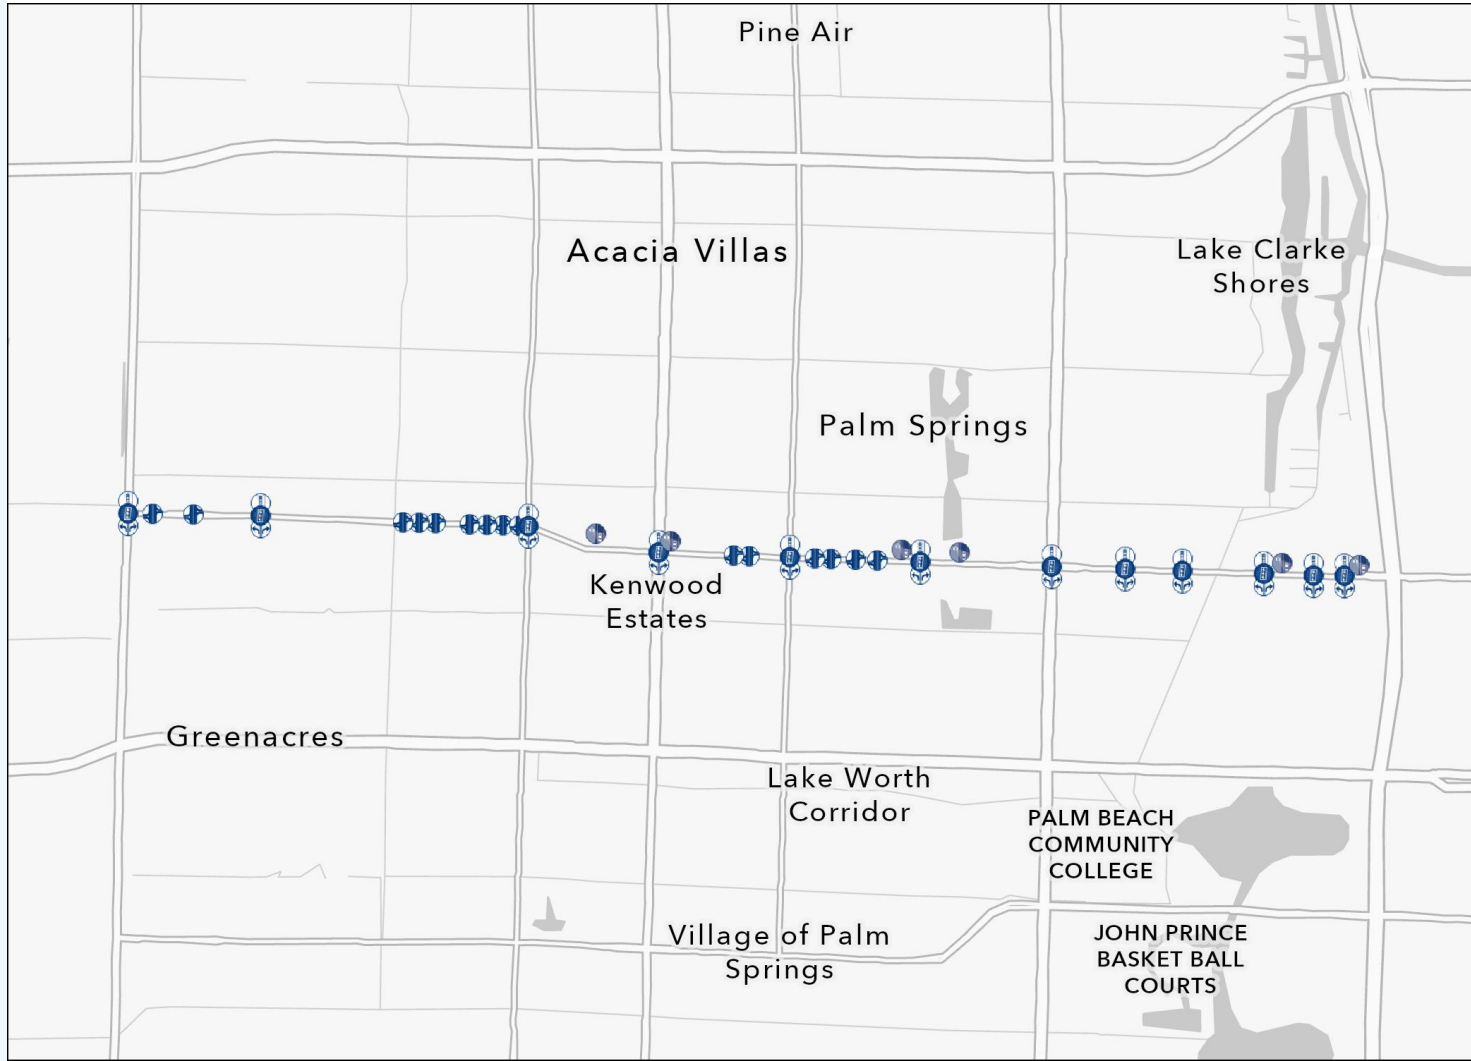 Pine Air
Acacia Villas
Lake Clarke
Shores
Palm Springs
Kenwood
Estates
Greenacres
Lake Worth
Corridor
PALM BEACH
COMMUNITY
COLLEGE
Village of Palm
Springs
JOHN PRINCE
BASKET BALL
COURTS